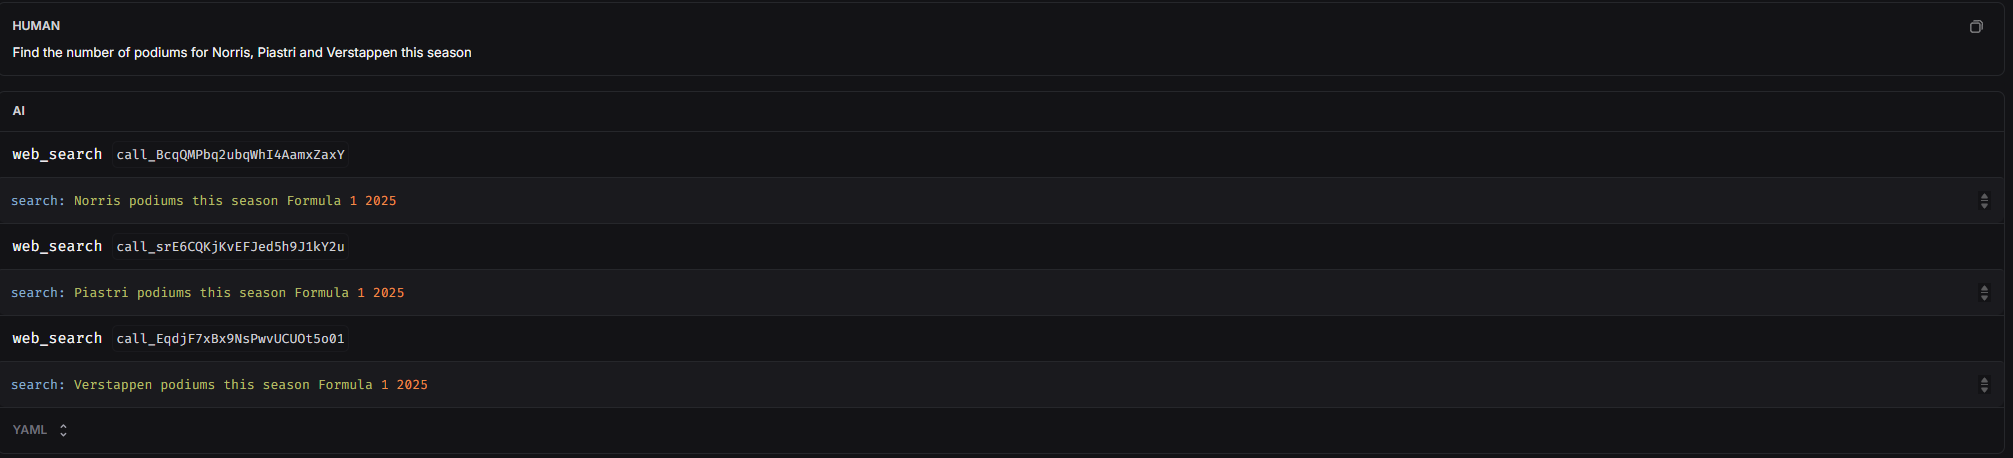 HUMAN
Find the number of podiums for Norris, Piastri and Verstappen this season
AI
web_search call_BcqQMPbq2ubqWhI4AamxZaxY
search: Norris podiums this season Formula 1 2025
web_search call_srE6CQKjKvEFJed5h9J1kY2u
search: Piastri podiums this season Formula 1 2025
web_search call_EqdjF7xBx9NsPwvUCUOt5o01
search: Verstappen podiums this season Formula 1 2025
YAML